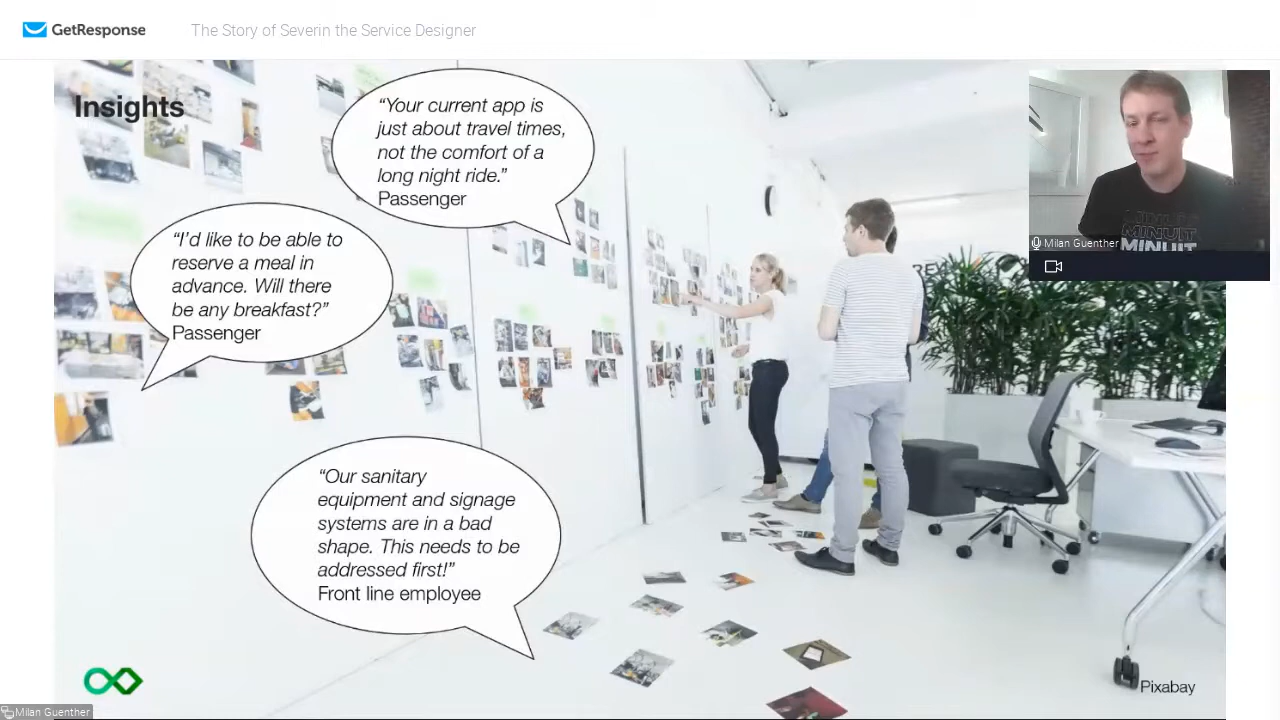 GetResponse
The Story of Severin the Service Designer
Insights
“Your current app is
just about travel times,
not the comfort of a
long night ride.”
Passenger
“I’d like to be able to
reserve a meal in
advance. Will there
be any breakfast?”
Passenger
“Our sanitary
equipment and signage
systems are in a bad
shape. This needs to be
addressed first!”
Front line employee
MINUIT
MINUIT
MINUIT
Milan Guenther
Pixabay
Milan Guenther